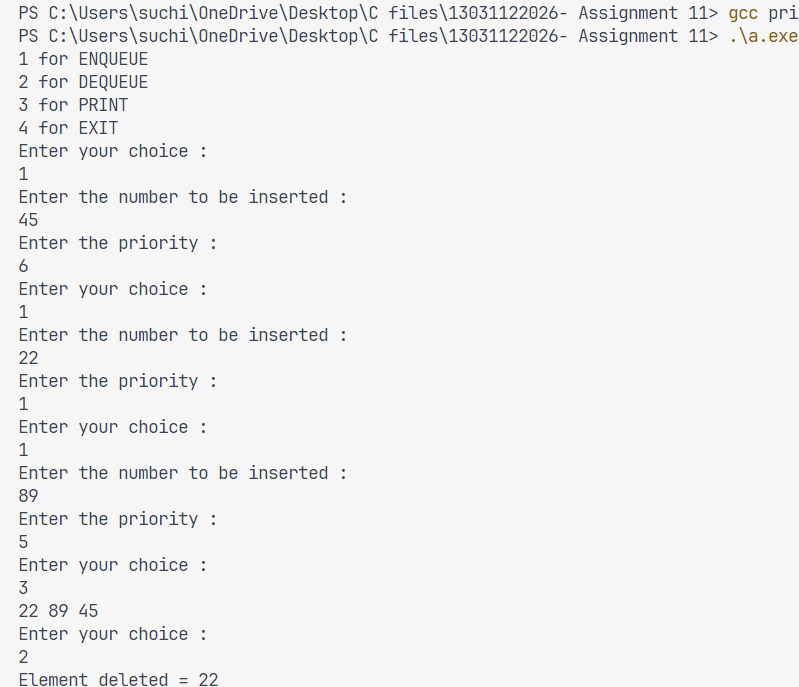 PS C:\Users\suchi\OneDrive\Desktop\C files\13031122026- Assignment 11> gcc pri
PS C:\Users\suchi\OneDrive\Desktop\C files\13031122026- Assignment 11> .\a.exe
1 for ENQUEUE
2 for DEQUEUE
3 for PRINT
4 for EXIT
Enter your choice :
1
Enter the number to be inserted :
45
Enter the priority :
6
Enter your choice :
1
Enter the number to be inserted :
22
Enter the priority :
1
Enter your choice :
1
Enter the number to be inserted :
89
Enter the priority :
5
Enter your choice :
3
22 89 45
Enter your choice :
2
Element deleted = 22